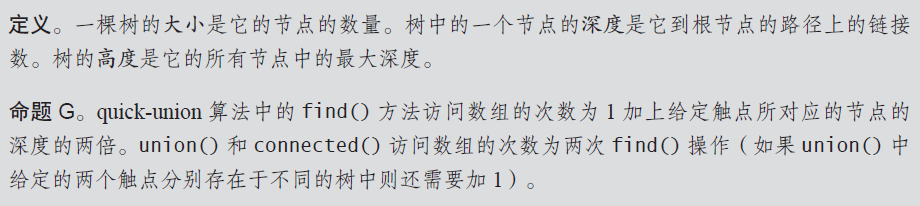 定义。一棵树的大小是它的节点的数量。树中的一个节点的深度是它到根节点的路径上的链接
数。树的高度是它的所有节点中的最大深度。
命题 G。quick-union 算法中的 find() 方法访问数组的次数为 1 加上给定触点所对应的节点的
深度的两倍。union() 和 connected() 访问数组的次数为两次 find() 操作（如果 union() 中
给定的两个触点分别存在于不同的树中则还需要加 1）。